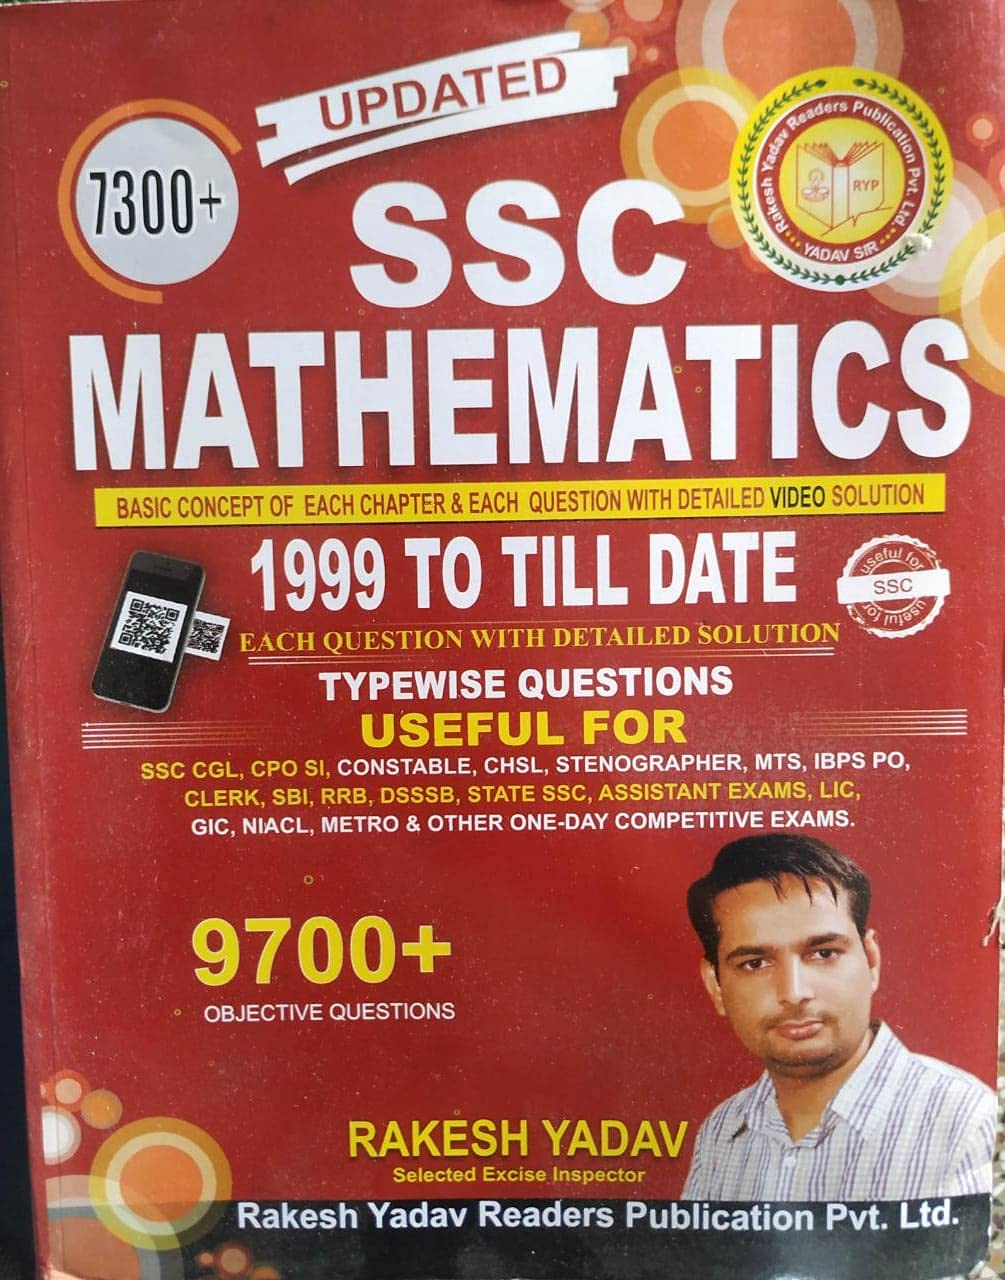 UPDATED
7300+
Rakesh Yadav Readers Publication Pvt. Ltd.
RYP
YADAV SIR
SSC
MATHEMATICS
BASIC CONCEPT OF EACH CHAPTER & EACH QUESTION WITH DETAILED VIDEO SOLUTION
1999 TO TILL DATE
useful for
SSC
useful for
EACH QUESTION WITH DETAILED SOLUTION
TYPEWISE QUESTIONS
USEFUL FOR
SSC CGL, CPO SI, CONSTABLE, CHSL, STENOGRAPHER, MTS, IBPS PO,
CLERK, SBI, RRB, DSSSB, STATE SSC, ASSISTANT EXAMS, LIC,
GIC, NIACL, METRO & OTHER ONE-DAY COMPETITIVE EXAMS.
9700+
OBJECTIVE QUESTIONS
RAKESH YADAV
Selected Excise Inspector
Rakesh Yadav Readers Publication Pvt. Ltd.